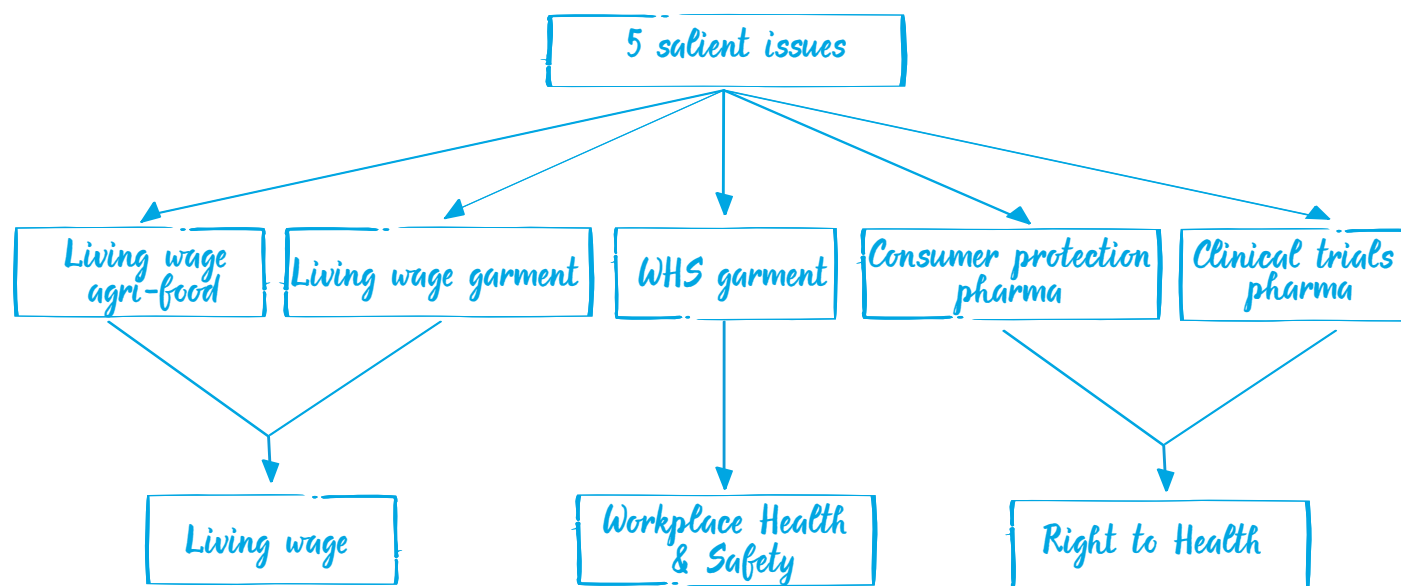 5 salient issues
Living wage
agri-food
Living wage garment
WHS garment
Consumer protection
pharma
Clinical trials
pharma
Living wage
Workplace Health
& Safety
Right to Health